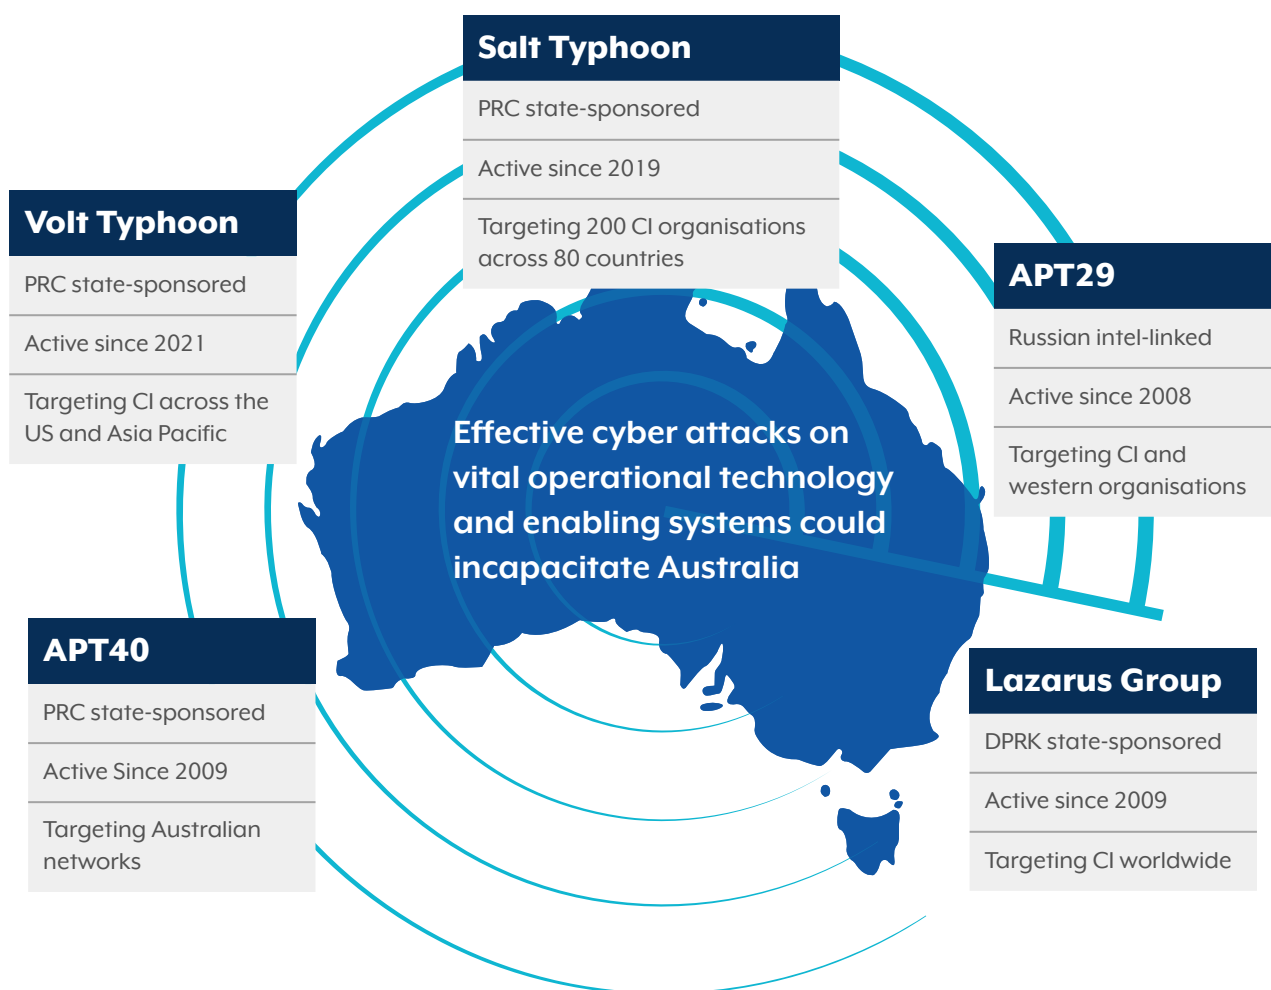 Salt Typhoon
PRC state-sponsored
Active since 2019
Targeting 200 CI organisations
across 80 countries
Volt Typhoon
PRC state-sponsored
Active since 2021
Targeting CI across the
US and Asia Pacific
APT29
Russian intel-linked
Active since 2008
Targeting CI and
western organisations
Effective cyber attacks on
vital operational technology
and enabling systems could
incapacitate Australia
APT40
PRC state-sponsored
Active Since 2009
Targeting Australian
networks
Lazarus Group
DPRK state-sponsored
Active since 2009
Targeting CI worldwide